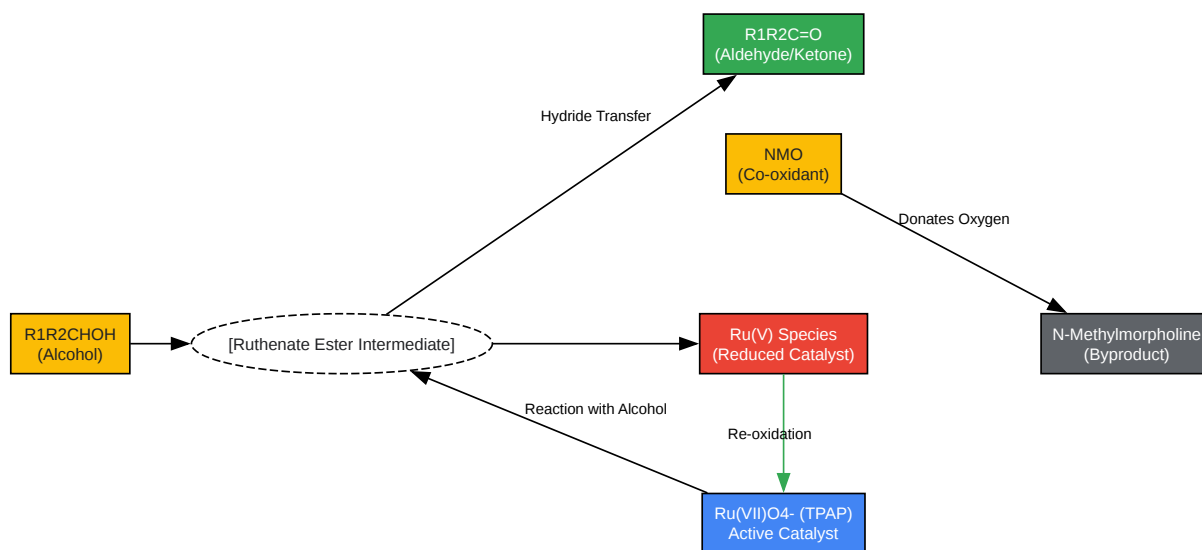 R1R2C=O
(Aldehyde/Ketone)
Hydride Transfer
NMO
(Co-oxidant)
Donates Oxygen
R1R2CHOH
(Alcohol)
[Ruthenate Ester Intermediate]
Ru(V) Species
(Reduced Catalyst)
N-Methylmorpholine
(Byproduct)
Reaction with Alcohol
Re-oxidation
Ru(VII)O4- (TPAP)
Active Catalyst